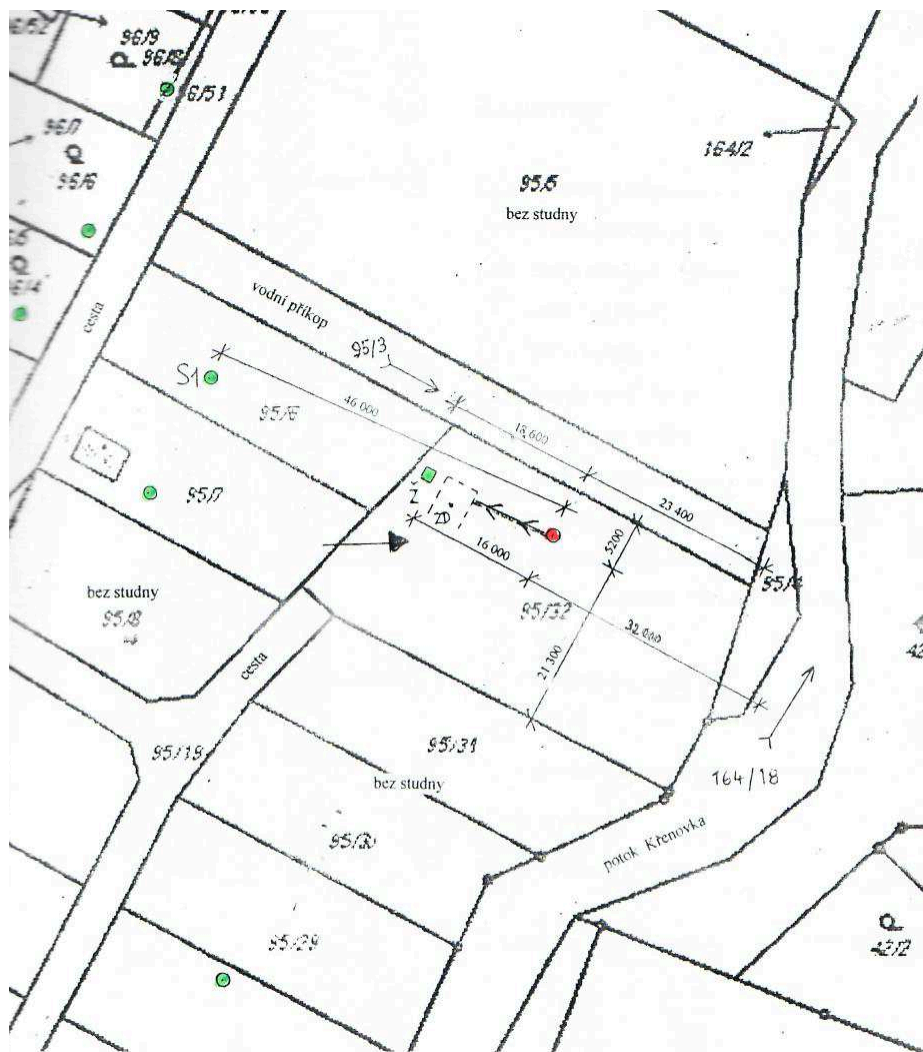 96/9
96/8
96/51
96/7
96/6
164/2
95/5
bez studny
cesta
vodní příkop
95/3
S1
46 000
95/6
18 600
23 400
95/7
Ž
16 000
5200
95/32
32 000
21 300
bez studny
95/8
cesta
95/19
95/31
bez studny
164/18
potok Křenovka
95/30
95/29
42/2